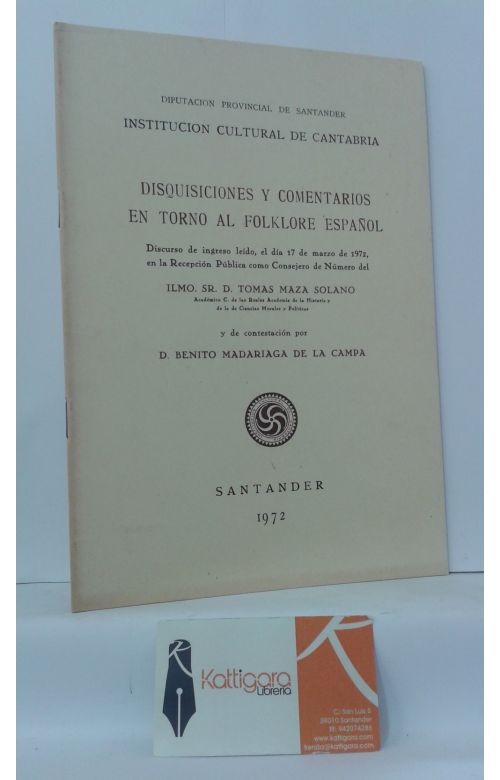 DIPUTACION PROVINCIAL DE SANTANDER
INSTITUCION CULTURAL DE CANTABRIA
DISQUISICIONES Y COMENTARIOS
EN TORNO AL FOLKLORE ESPAÑOL
Discurso de ingreso leído, el día 17 de marzo de 1972,
en la Recepción Pública como Consejero de Número del
ILMO. SR. D. TOMAS MAZA SOLANO
Académico C. de las Reales Academia de la Historia y
de la de Ciencias Morales y Políticas
y de contestación por
D. BENITO MADARIAGA DE LA CAMPA
SANTANDER
1972
Kattigara
Librería
C/ San Luis 5
39010 Santander
tlf: 942074285
www.kattigara.com
tienda@kattigara.com